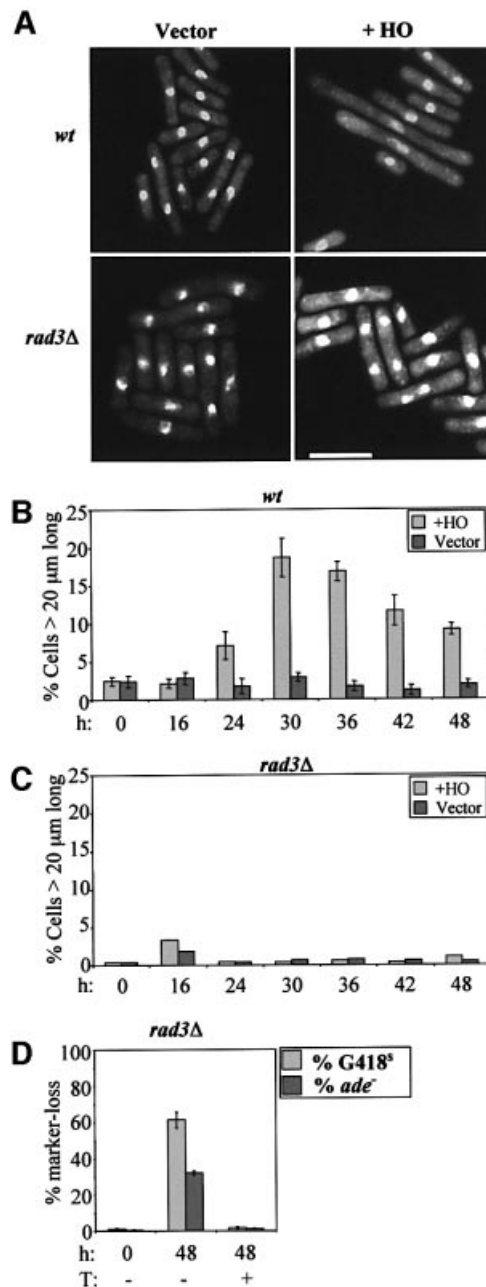 A
Vector + HO
wt
rad3Δ
B
wt
% Cells > 20 μm long
25
20
15
10
5
0
+HO
Vector
h: 0 16 24 30 36 42 48
C
rad3Δ
% Cells > 20 μm long
25
20
15
10
5
0
+HO
Vector
h: 0 16 24 30 36 42 48
D
rad3Δ
% marker-loss
100
80
60
40
20
0
% G418ˢ
% ade⁻
h: 0 48 48
T: - - +